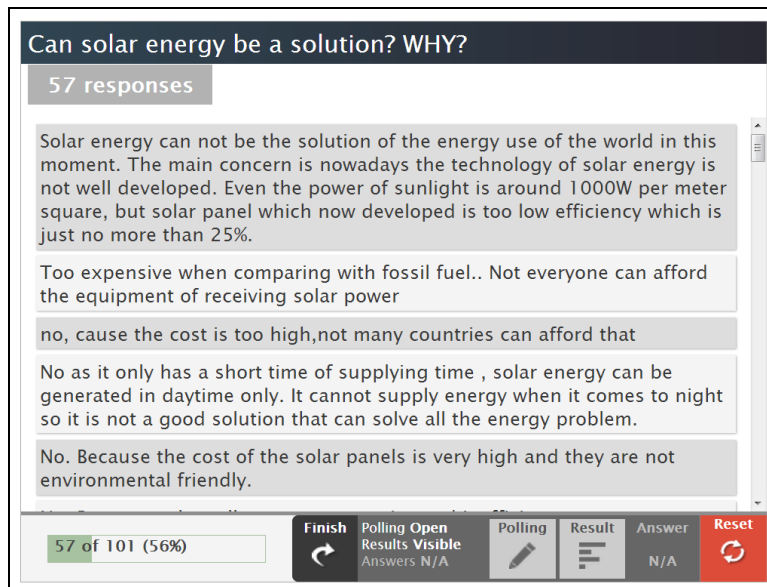 Can solar energy be a solution? WHY?
57 responses
Solar energy can not be the solution of the energy use of the world in this
moment. The main concern is nowadays the technology of solar energy is
not well developed. Even the power of sunlight is around 1000W per meter
square, but solar panel which now developed is too low efficiency which is
just no more than 25%.
Too expensive when comparing with fossil fuel.. Not everyone can afford
the equipment of receiving solar power
no, cause the cost is too high,not many countries can afford that
No as it only has a short time of supplying time , solar energy can be
generated in daytime only. It cannot supply energy when it comes to night
so it is not a good solution that can solve all the energy problem.
No. Because the cost of the solar panels is very high and they are not
environmental friendly.
57 of 101 (56%)
Finish
Polling Open
Results Visible
Answers N/A
Polling
Result
Answer
N/A
Reset